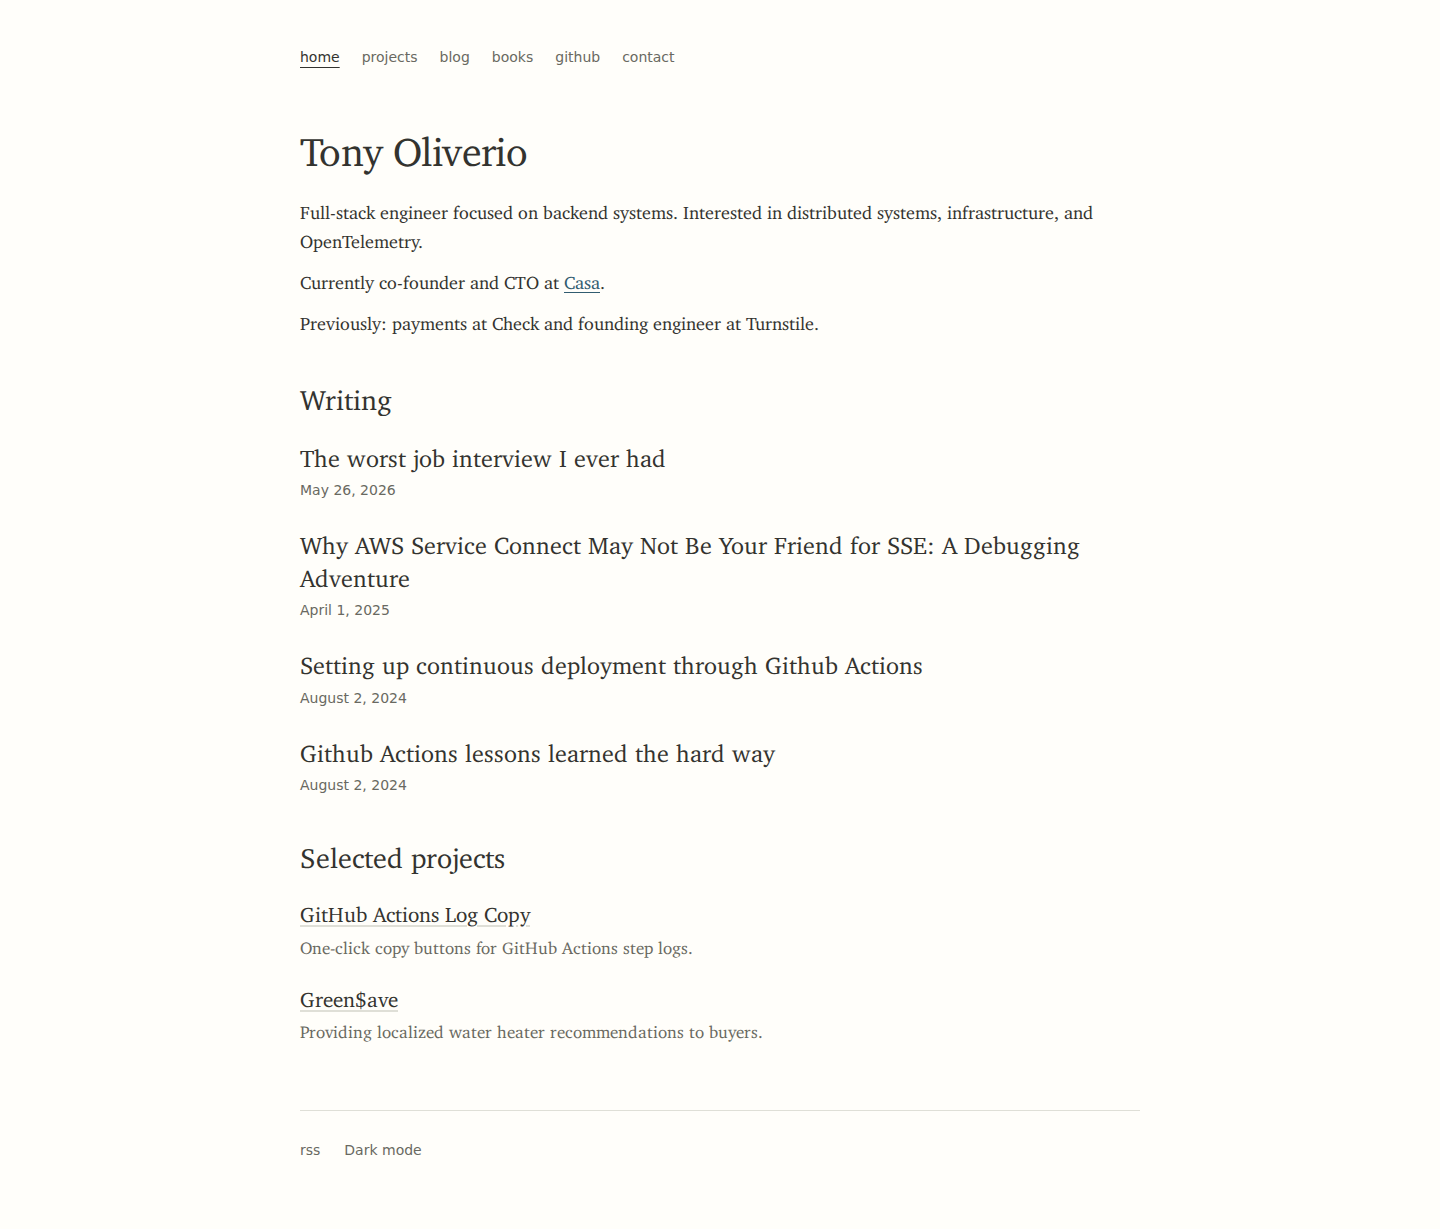 home projects blog books github contact
Tony Oliverio
Full-stack engineer focused on backend systems. Interested in distributed systems, infrastructure, and
OpenTelemetry.
Currently co-founder and CTO at Casa.
Previously: payments at Check and founding engineer at Turnstile.
Writing
The worst job interview I ever had
May 26, 2026
Why AWS Service Connect May Not Be Your Friend for SSE: A Debugging
Adventure
April 1, 2025
Setting up continuous deployment through Github Actions
August 2, 2024
Github Actions lessons learned the hard way
August 2, 2024
Selected projects
GitHub Actions Log Copy
One-click copy buttons for GitHub Actions step logs.
Green$ave
Providing localized water heater recommendations to buyers.
rss Dark mode